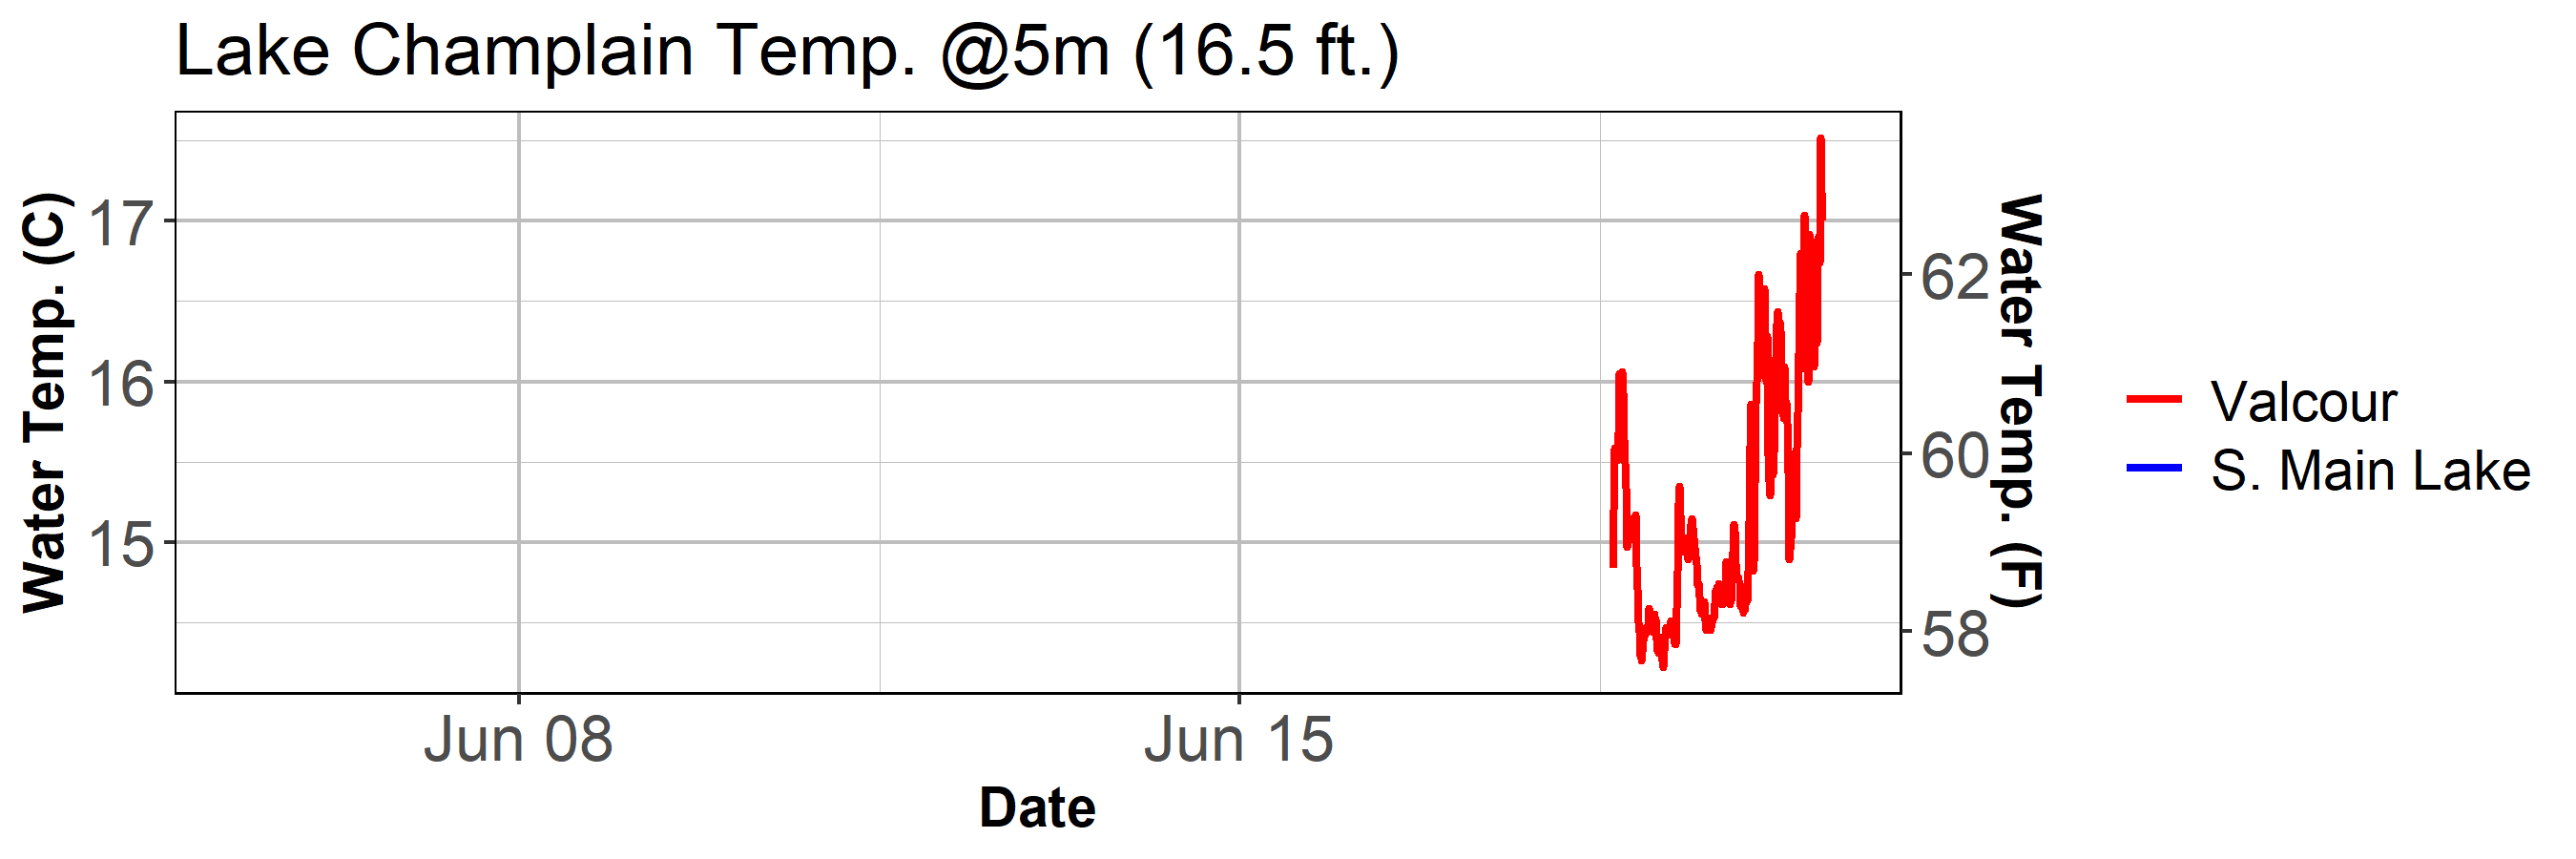 Lake Champlain Temp. @5m (16.5 ft.)
Water Temp. (C)
17
16
15
62
60
58
Water Temp. (F)
Jun 08
Jun 15
Date
Valcour
S. Main Lake